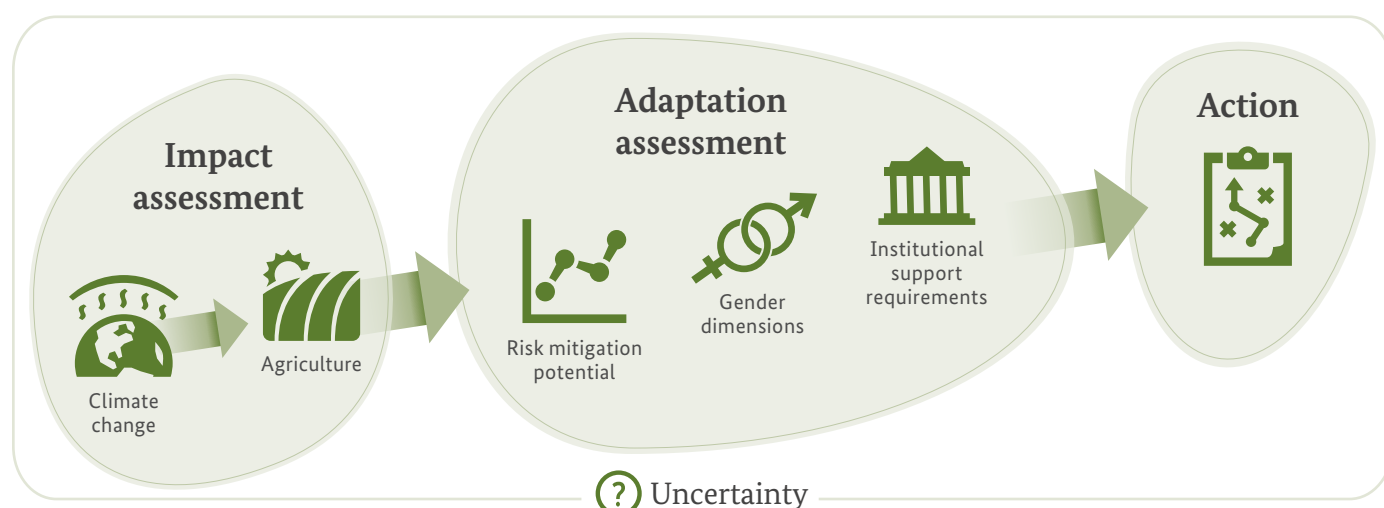 Impact
assessment
Climate
change
Agriculture
Adaptation
assessment
Risk mitigation
potential
Gender
dimensions
Institutional
support
requirements
Action
? Uncertainty